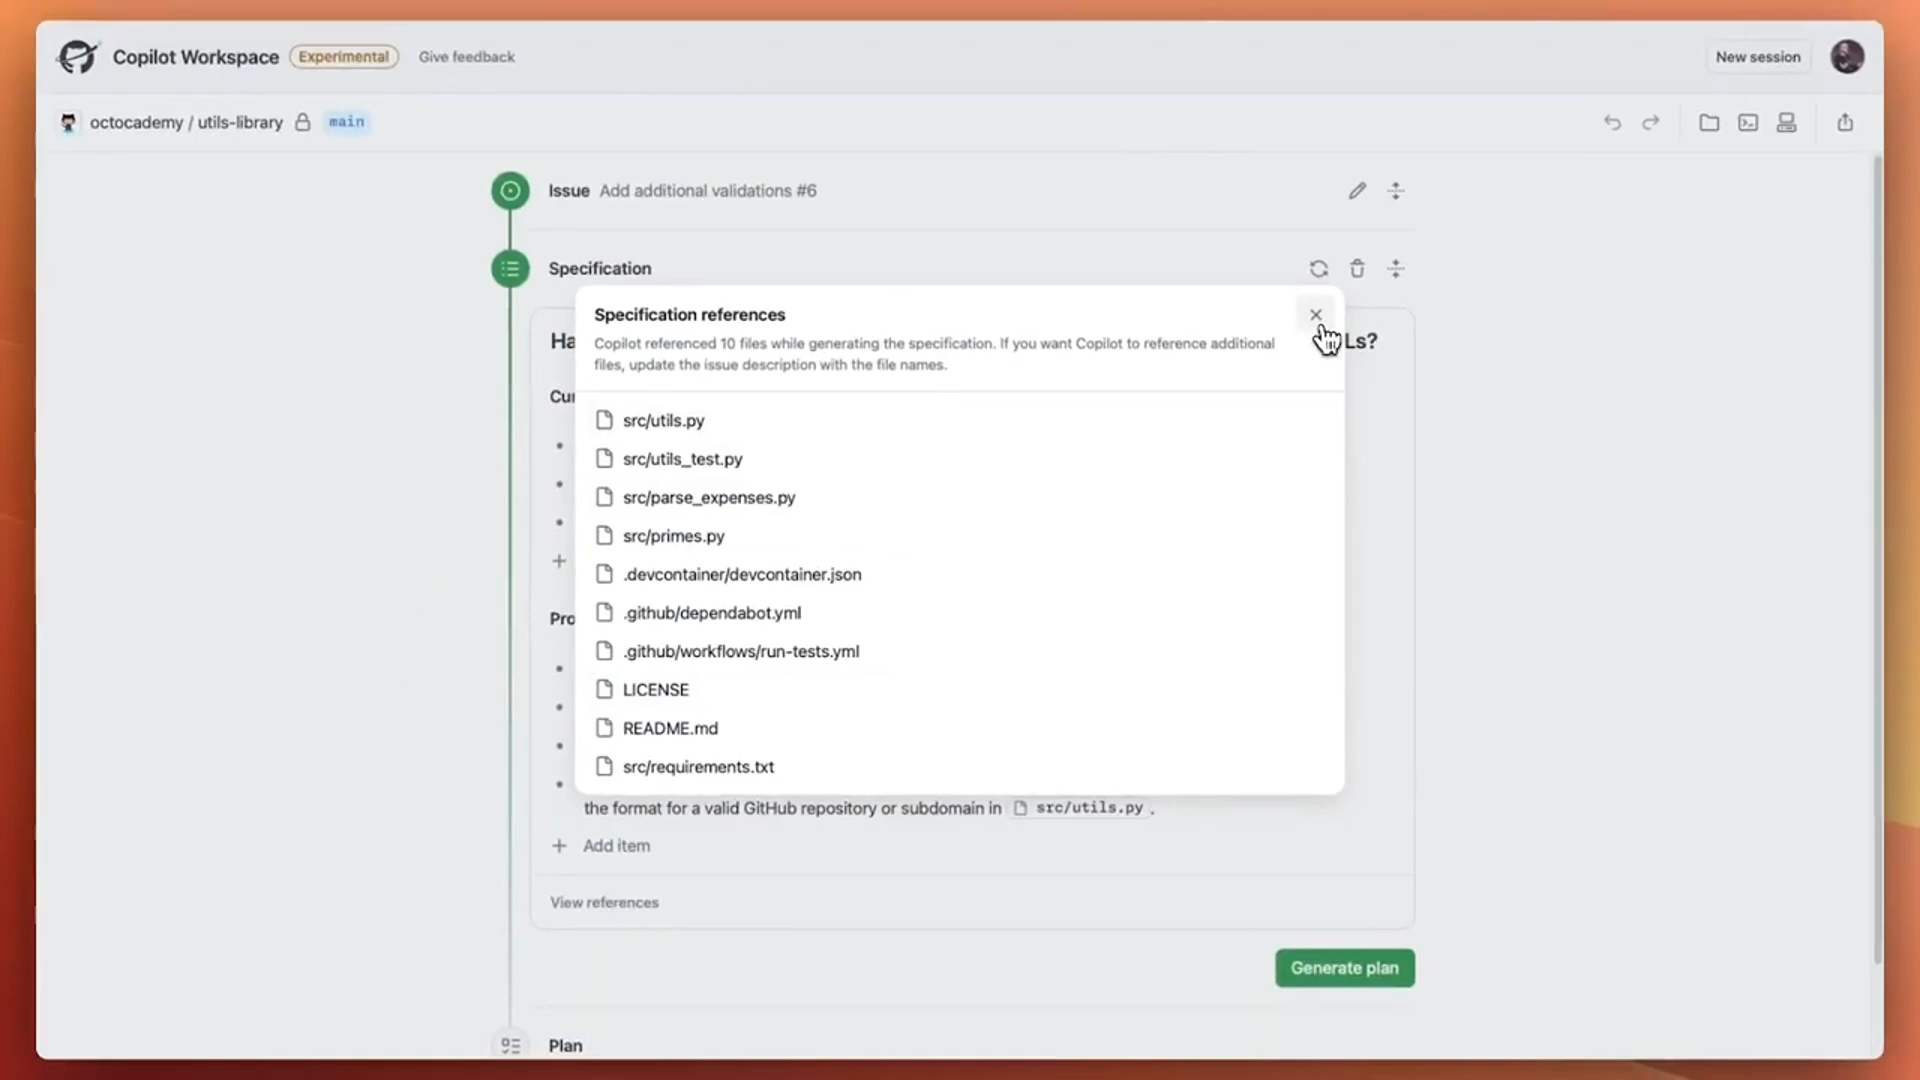 Copilot Workspace Experimental Give feedback New session
octocademy / utils-library main
Issue Add additional validations #6
Specification
Specification references
Ha Ls?
Copilot referenced 10 files while generating the specification. If you want Copilot to reference additional
files, update the issue description with the file names.
Cur
src/utils.py
src/utils_test.py
src/parse_expenses.py
src/primes.py
.devcontainer/devcontainer.json
.github/dependabot.yml
Pro
.github/workflows/run-tests.yml
LICENSE
README.md
src/requirements.txt
the format for a valid GitHub repository or subdomain in src/utils.py .
Add item
View references
Generate plan
Plan